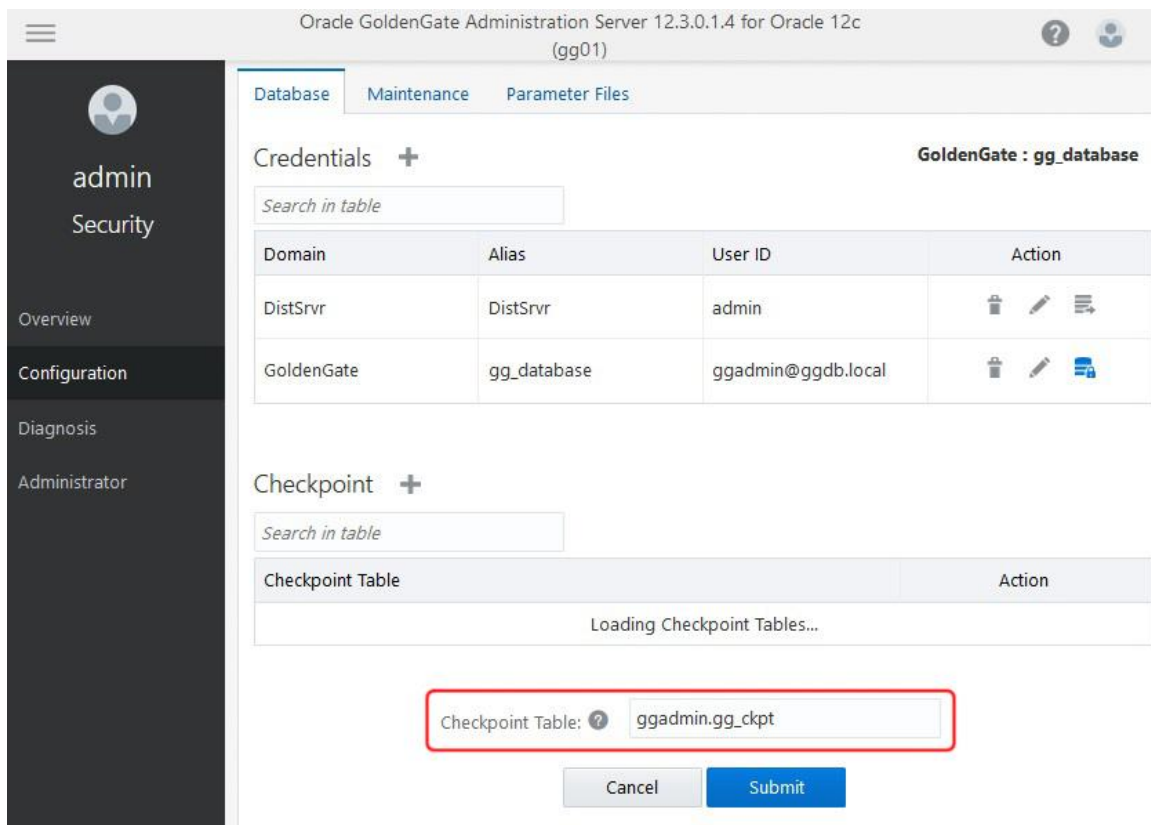 Oracle GoldenGate Administration Server 12.3.0.1.4 for Oracle 12c
(gg01)
admin
Security
Overview
Configuration
Diagnosis
Administrator
Database Maintenance Parameter Files
Credentials
GoldenGate : gg_database
Search in table
Domain Alias User ID Action
DistSrvr DistSrvr admin
GoldenGate gg_database ggadmin@ggdb.local
Checkpoint
Search in table
Checkpoint Table Action
Loading Checkpoint Tables...
Checkpoint Table: ggadmin.gg_ckpt
Cancel Submit